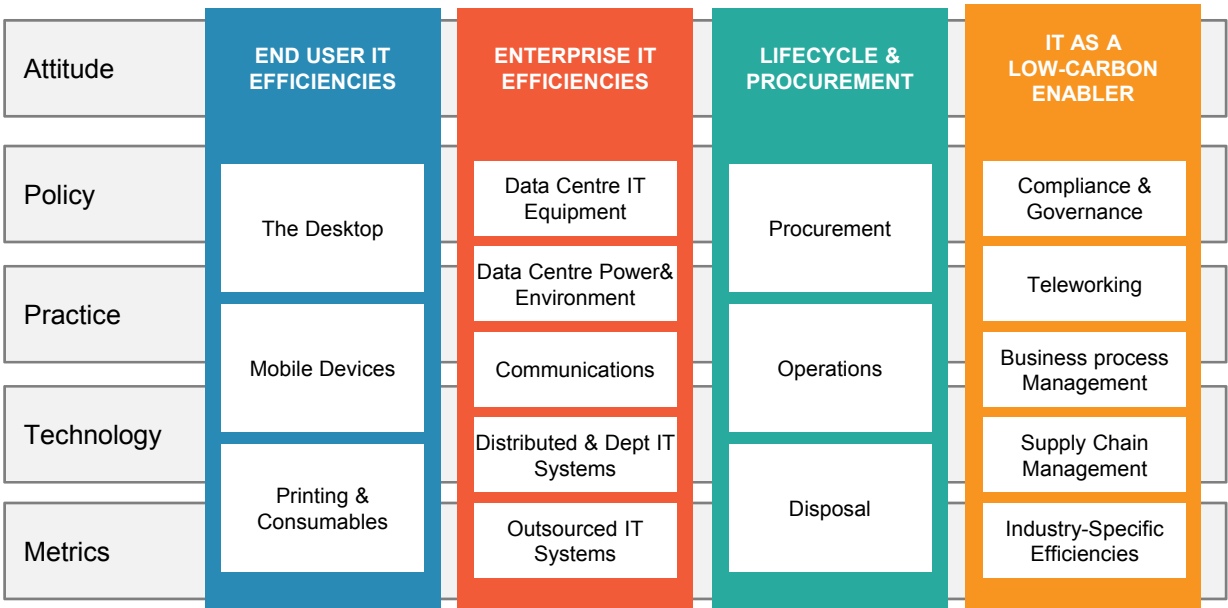 Attitude
Policy
Practice
Technology
Metrics
END USER IT
EFFICIENCIES
The Desktop
Mobile Devices
Printing &
Consumables
ENTERPRISE IT
EFFICIENCIES
Data Centre IT
Equipment
Data Centre Power&
Environment
Communications
Distributed & Dept IT
Systems
Outsourced IT
Systems
LIFECYCLE &
PROCUREMENT
Procurement
Operations
Disposal
IT AS A
LOW-CARBON
ENABLER
Compliance &
Governance
Teleworking
Business process
Management
Supply Chain
Management
Industry-Specific
Efficiencies